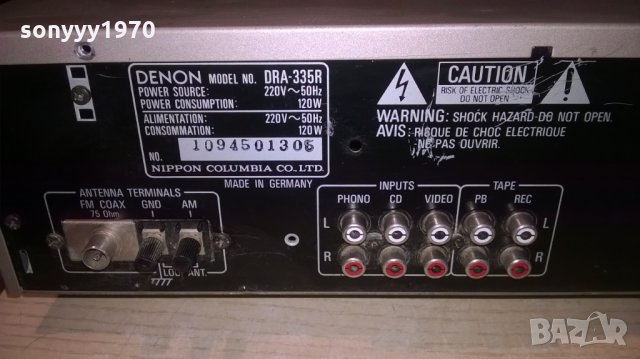 sonyyy1970
DENON MODEL NO. DRA-335R
POWER SOURCE: 220V~50Hz
POWER CONSUMPTION: 120W
ALIMENTATION: 220V~50Hz
CONSOMMATION: 120W
NO. 1094501306
NIPPON COLUMBIA CO., LTD.
MADE IN GERMANY
CAUTION
RISK OF ELECTRIC SHOCK
DO NOT OPEN
WARNING: SHOCK HAZARD-DO NOT OPEN.
AVIS: RISQUE DE CHOC ELECTRIQUE
NE PAS OUVRIR.
ANTENNA TERMINALS
FM COAX GND AM
75 Ohm
LOOP ANT.
INPUTS TAPE
PHONO CD VIDEO PB REC
L L
R R
BAZAR
bazar.bg